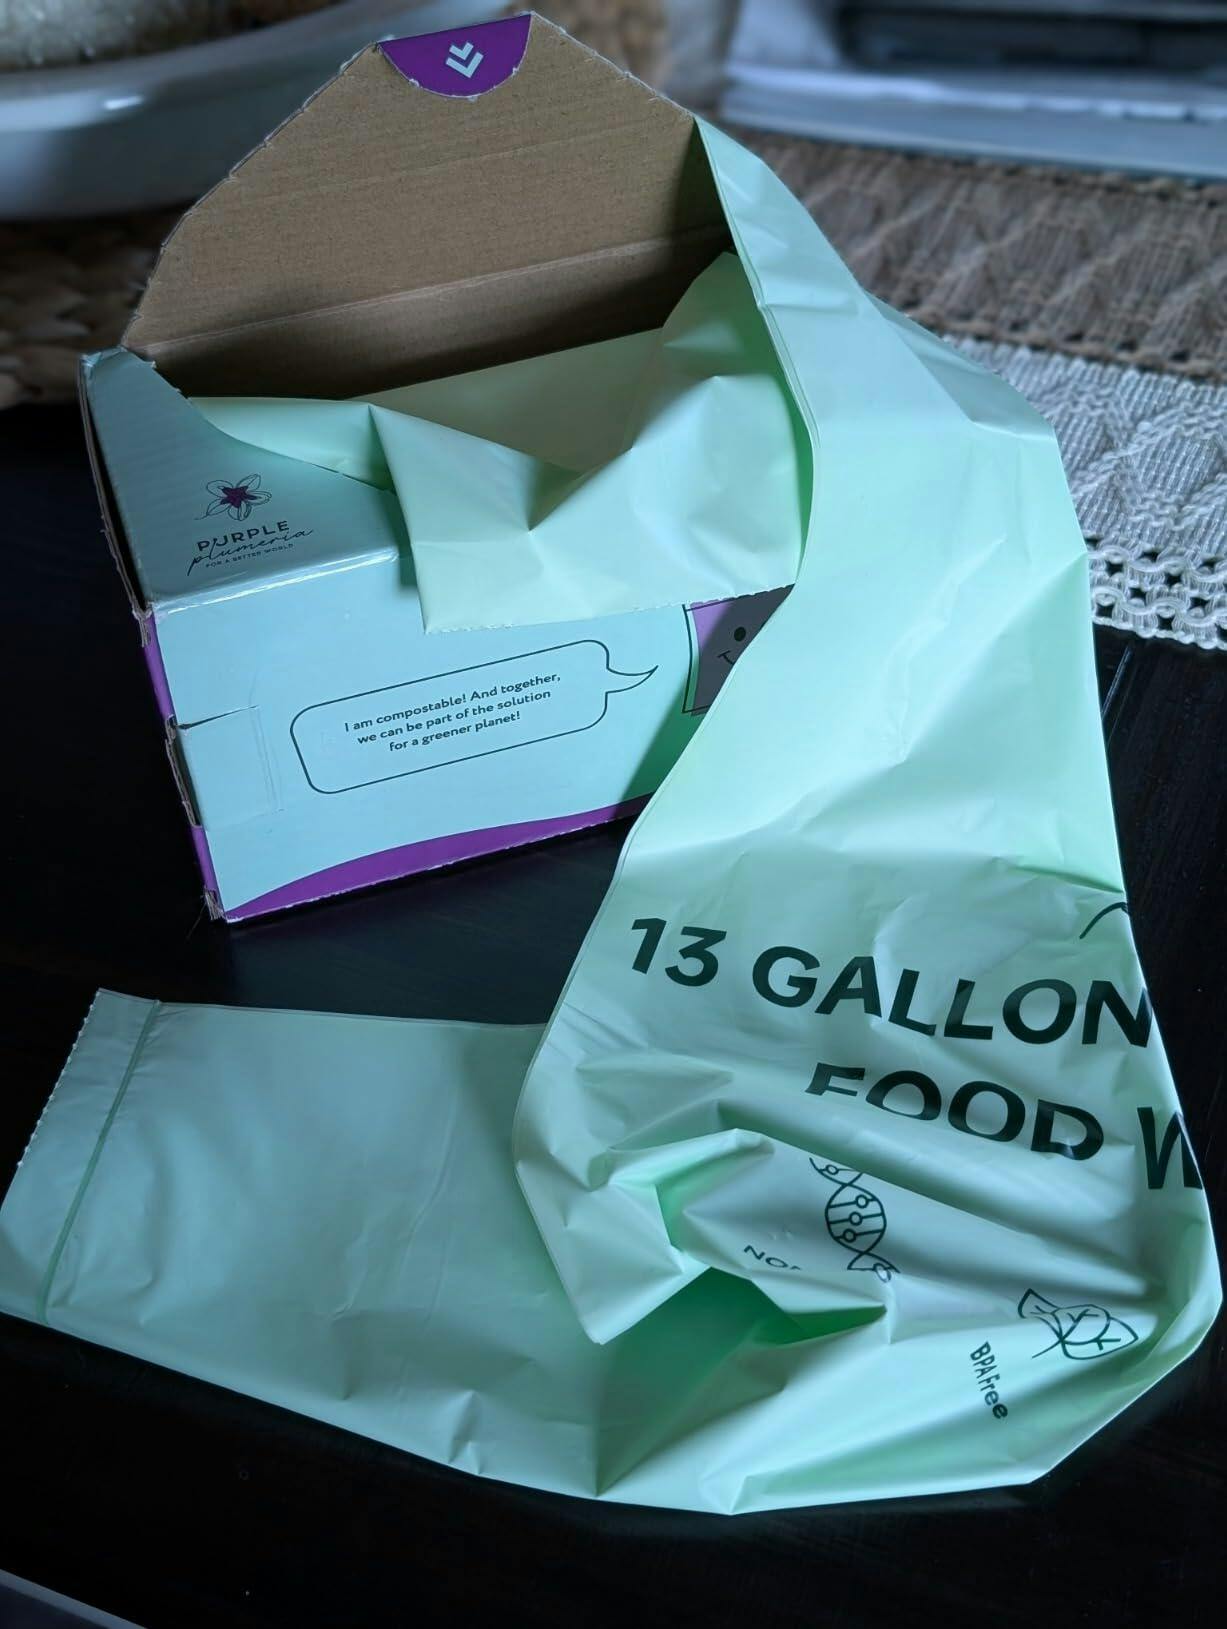 PURPLE
plumeria
FOR A BETTER WORLD
I am compostable! And together,
we can be part of the solution
for a greener planet!
13 GALLON
FOOD
BPA Free